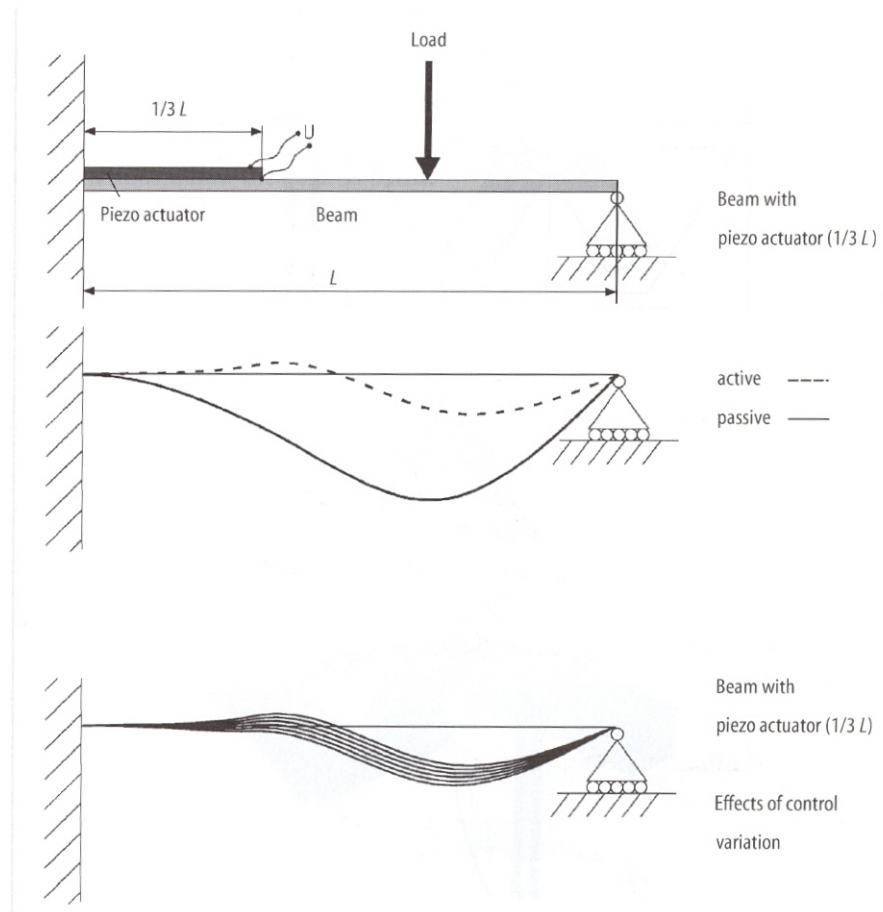 Load
1/3 L
U
Piezo actuator
Beam
Beam with
piezo actuator (1/3 L)
L
active
passive
Beam with
piezo actuator (1/3 L)
Effects of control
variation